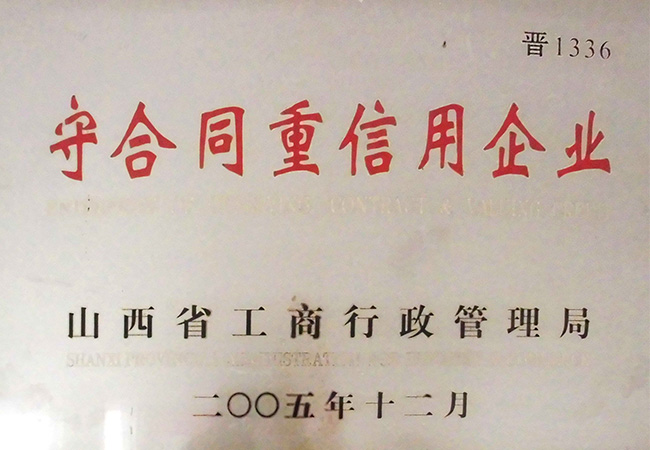 晋1336
守合同重信用企业
山西省工商行政管理局
二〇〇五年十二月